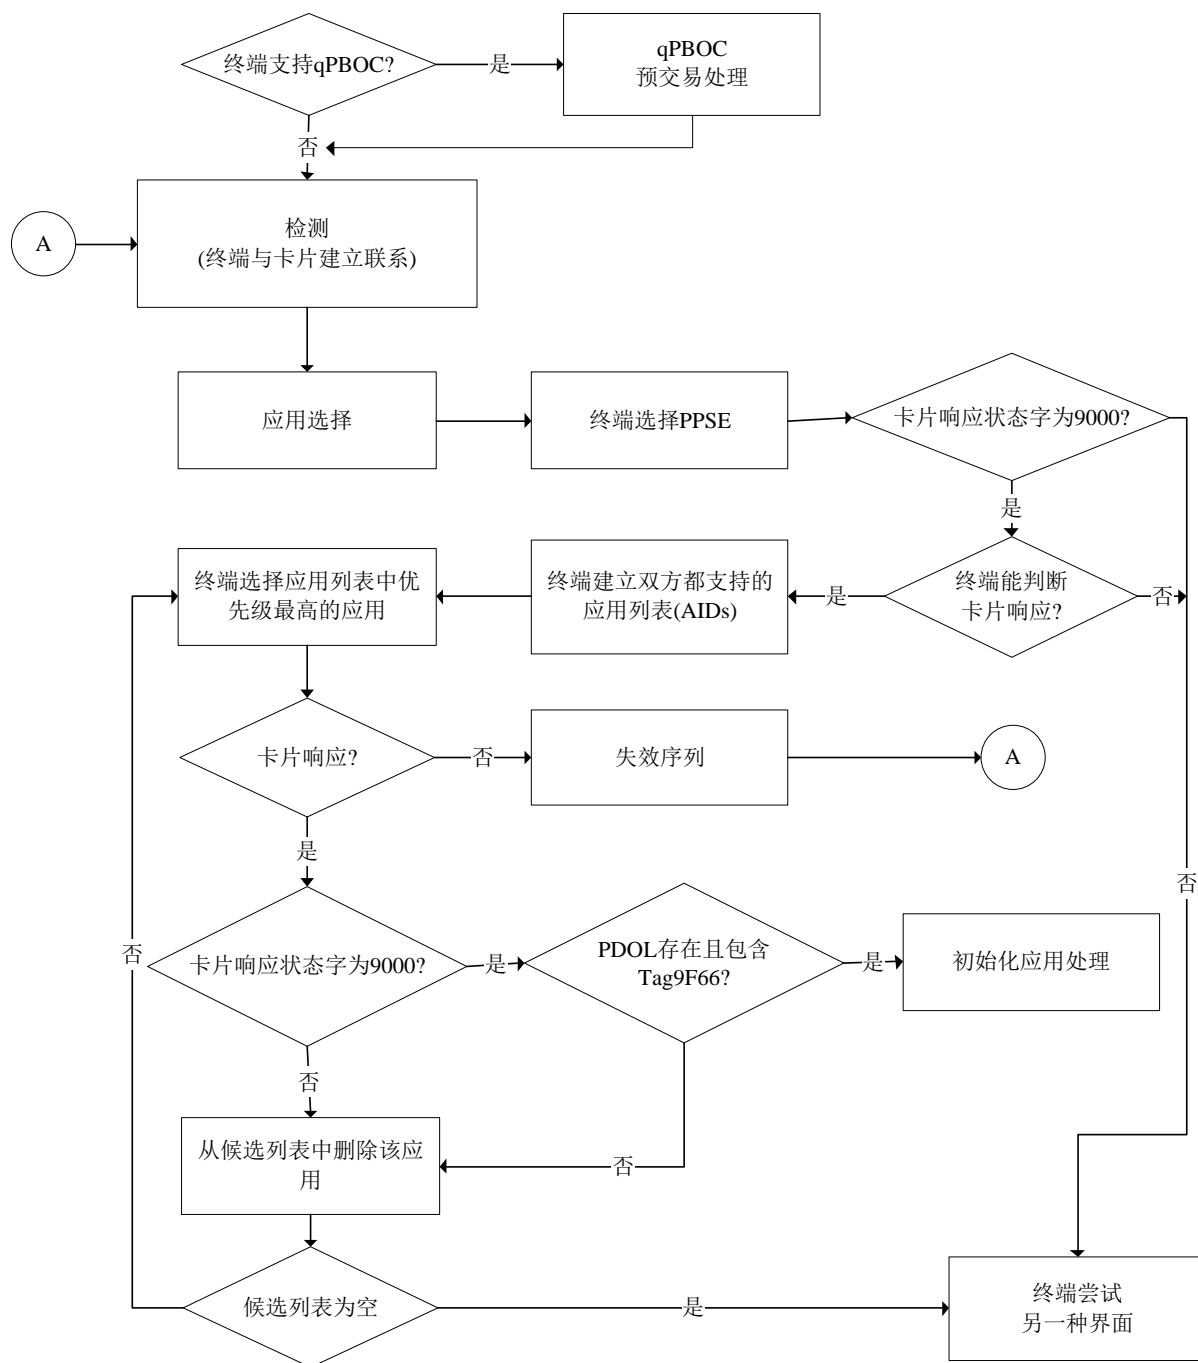 终端支持qPBOC?
是
qPBOC
预交易处理
否
A
检测
(终端与卡片建立联系)
应用选择
终端选择PPSE
卡片响应状态字为9000?
是
终端选择应用列表中优
先级最高的应用
终端建立双方都支持的
应用列表(AIDs)
是
终端能判断
卡片响应?
否
卡片响应?
否
失效序列
A
是
否
否
卡片响应状态字为9000?
是
PDOL存在且包含
Tag9F66?
是
初始化应用处理
否
从候选列表中删除该应
用
否
候选列表为空
是
终端尝试
另一种界面